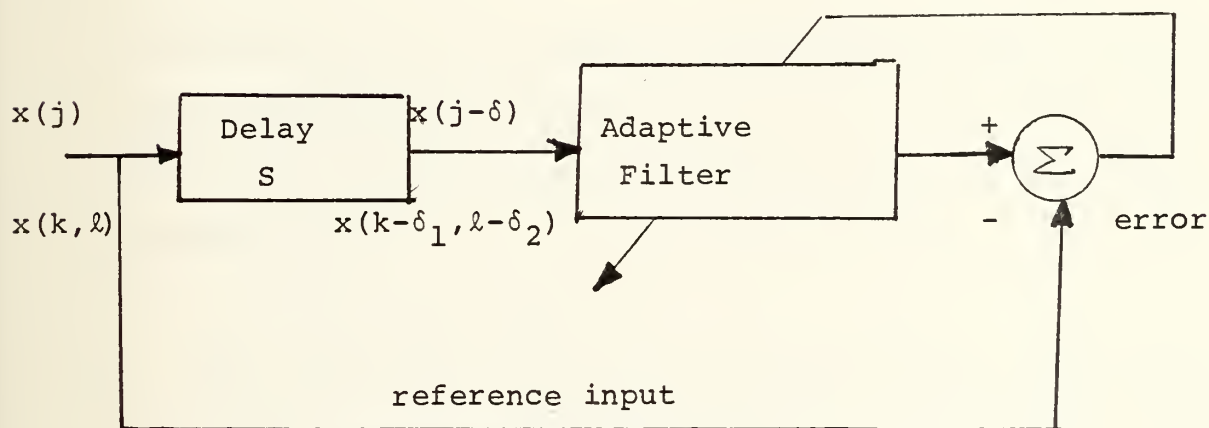 x(j)
Delay
S
x(j-δ)
Adaptive
Filter
+
Σ
x(k,ℓ)
x(k-δ₁,ℓ-δ₂)
-
error
reference input